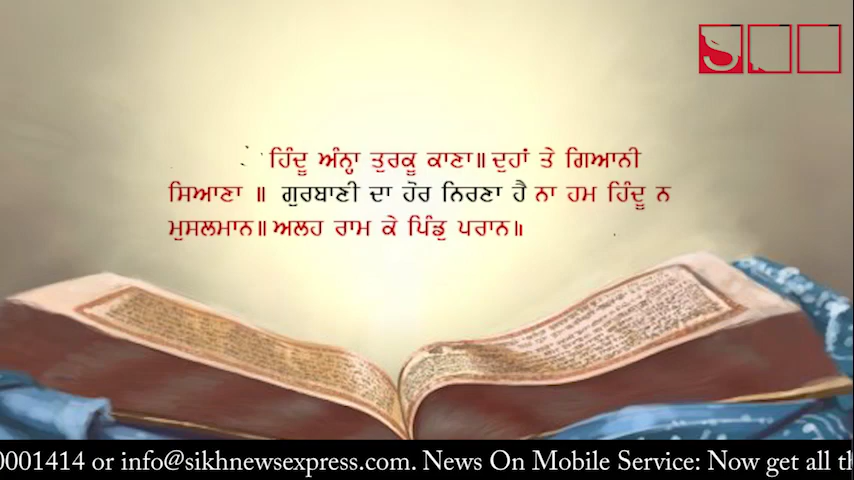 ਹਿੰਦੂ ਅੰਨ੍ਹਾ ਤੁਰਕੂ ਕਾਣਾ॥ ਦੁਹਾਂ ਤੇ ਗਿਆਨੀ
ਸਿਆਣਾ ॥ ਗੁਰਬਾਣੀ ਦਾ ਹੋਰ ਨਿਰਣਾ ਹੈ ਨਾ ਹਮ ਹਿੰਦੂ ਨ
ਮੁਸਲਮਾਨ॥ ਅਲਹ ਰਾਮ ਕੇ ਪਿੰਡੁ ਪਰਾਨ॥
0001414 or info@sikhnewsexpress.com. News On Mobile Service: Now get all th